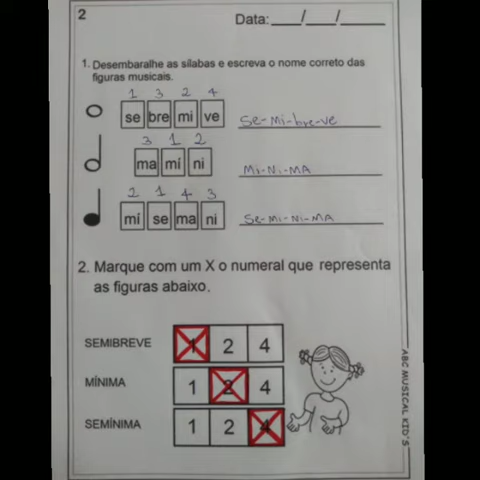 2
Data: ___/___/___
1. Desembaralhe as sílabas e escreva o nome correto das
figuras musicais.
1 3 2 4
se bre mi ve Se-mi-bre-ve
3 1 2
ma mí ni Mi-Ni-MA
2 1 4 3
mí se ma ni Se-Mi-Ni-MA
2. Marque com um X o numeral que representa
as figuras abaixo.
SEMIBREVE 1 2 4
MÍNIMA 1 2 4
SEMÍNIMA 1 2 4
ABC MUSICAL KID'S